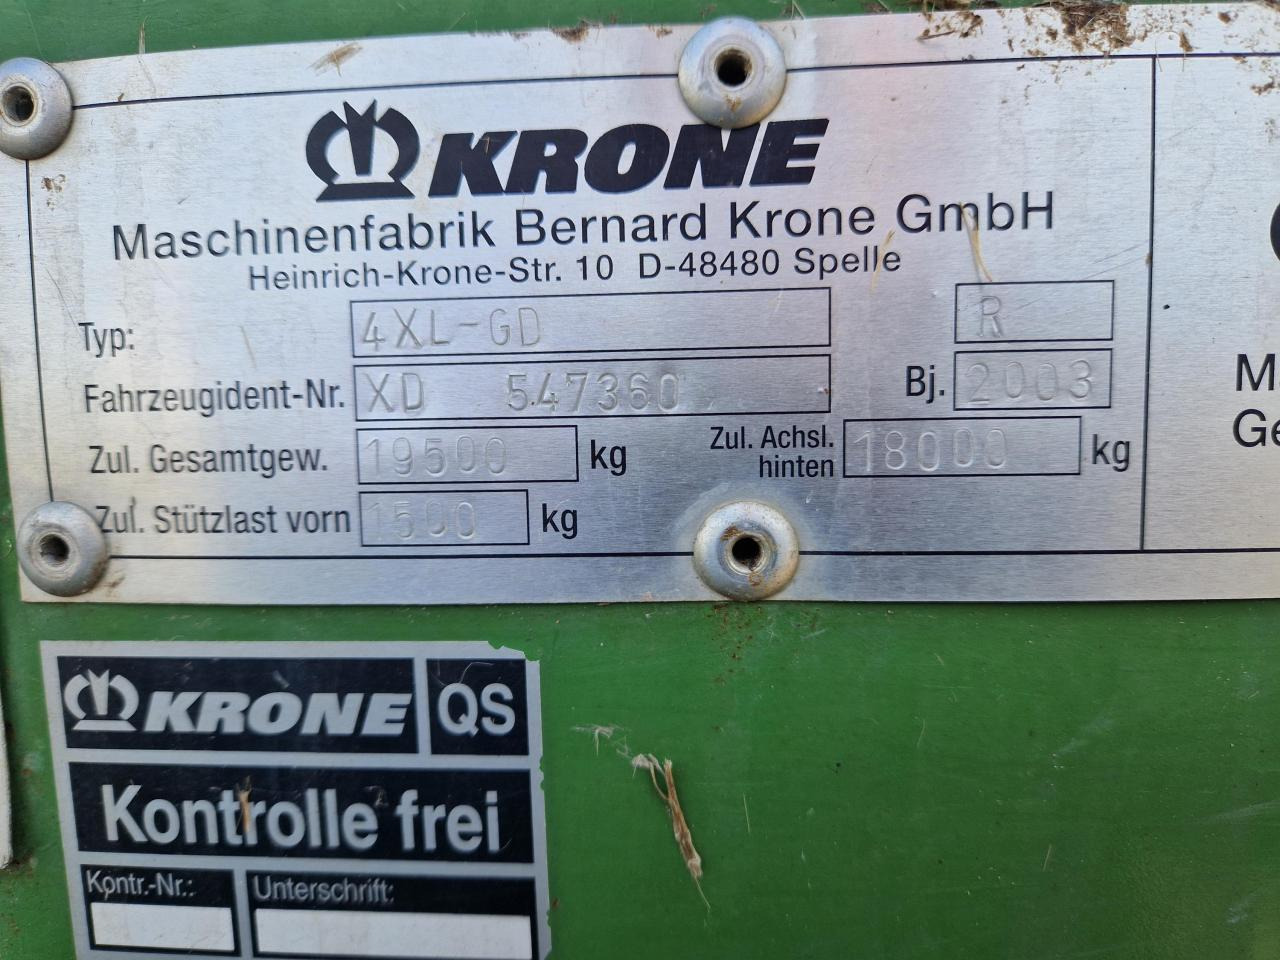 KRONE
Maschinenfabrik Bernard Krone GmbH
Heinrich-Krone-Str. 10 D-48480 Spelle
Typ: 4XL-GD R
Fahrzeugident-Nr. XD 547360 Bj. 2003
Zul. Gesamtgew. 19500 kg Zul. Achsl. hinten 18000 kg
Zul. Stützlast vorn 1500 kg
M
Ge
KRONE QS
Kontrolle frei
Kontr.-Nr.: Unterschrift: